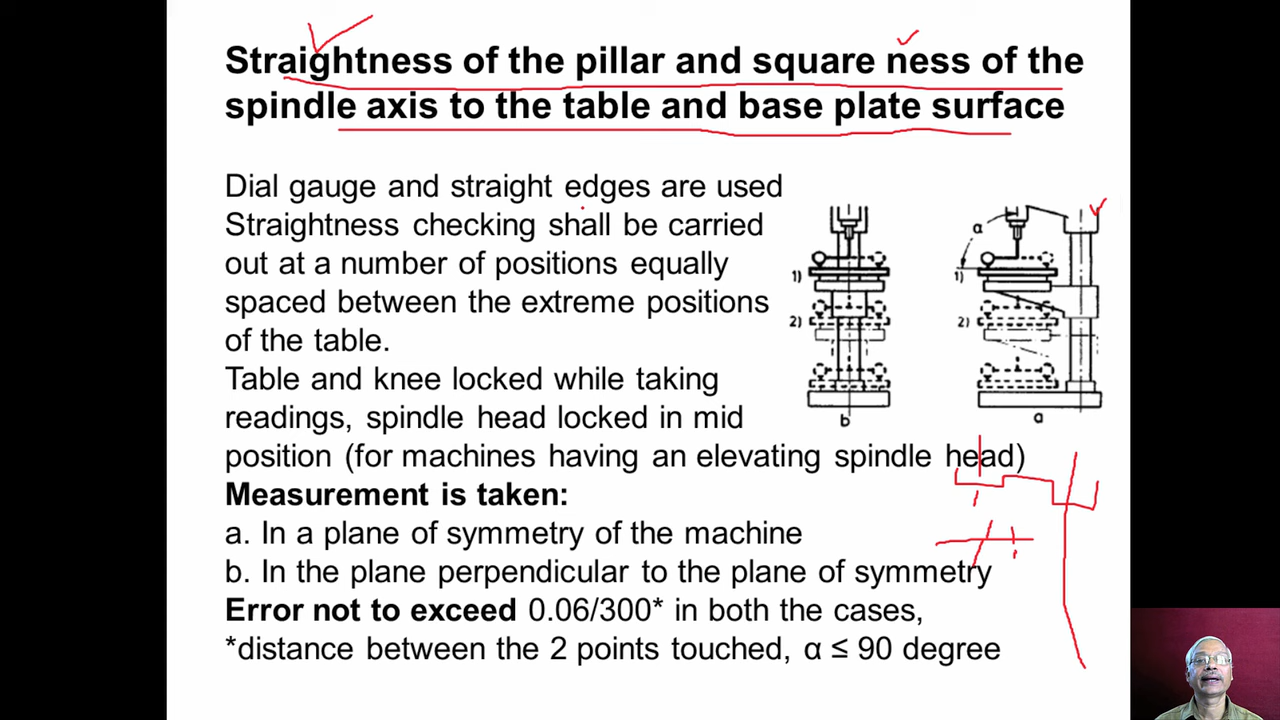 Straightness of the pillar and square ness of the
spindle axis to the table and base plate surface
Dial gauge and straight edges are used
Straightness checking shall be carried
out at a number of positions equally
spaced between the extreme positions
of the table.
Table and knee locked while taking
readings, spindle head locked in mid
position (for machines having an elevating spindle head)
Measurement is taken:
a. In a plane of symmetry of the machine
b. In the plane perpendicular to the plane of symmetry
Error not to exceed 0.06/300* in both the cases,
*distance between the 2 points touched, α ≤ 90 degree
1)
2)
b
α
1)
2)
a